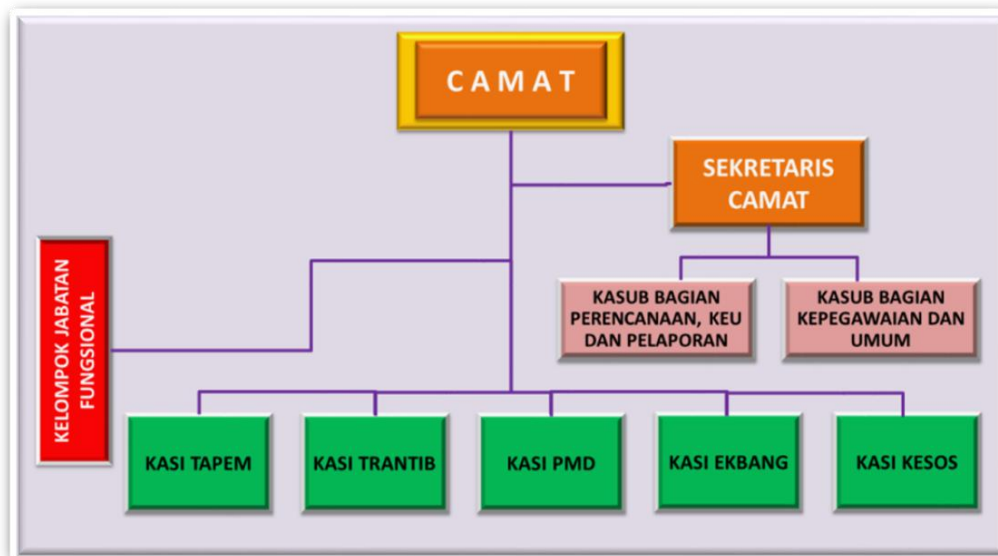 C A M A T
SEKRETARIS
CAMAT
KELOMPOK JABATAN
FUNGSIONAL
KASUB BAGIAN
PERENCANAAN, KEU
DAN PELAPORAN
KASUB BAGIAN
KEPEGAWAIAN DAN
UMUM
KASI TAPEM
KASI TRANTIB
KASI PMD
KASI EKBANG
KASI KESOS